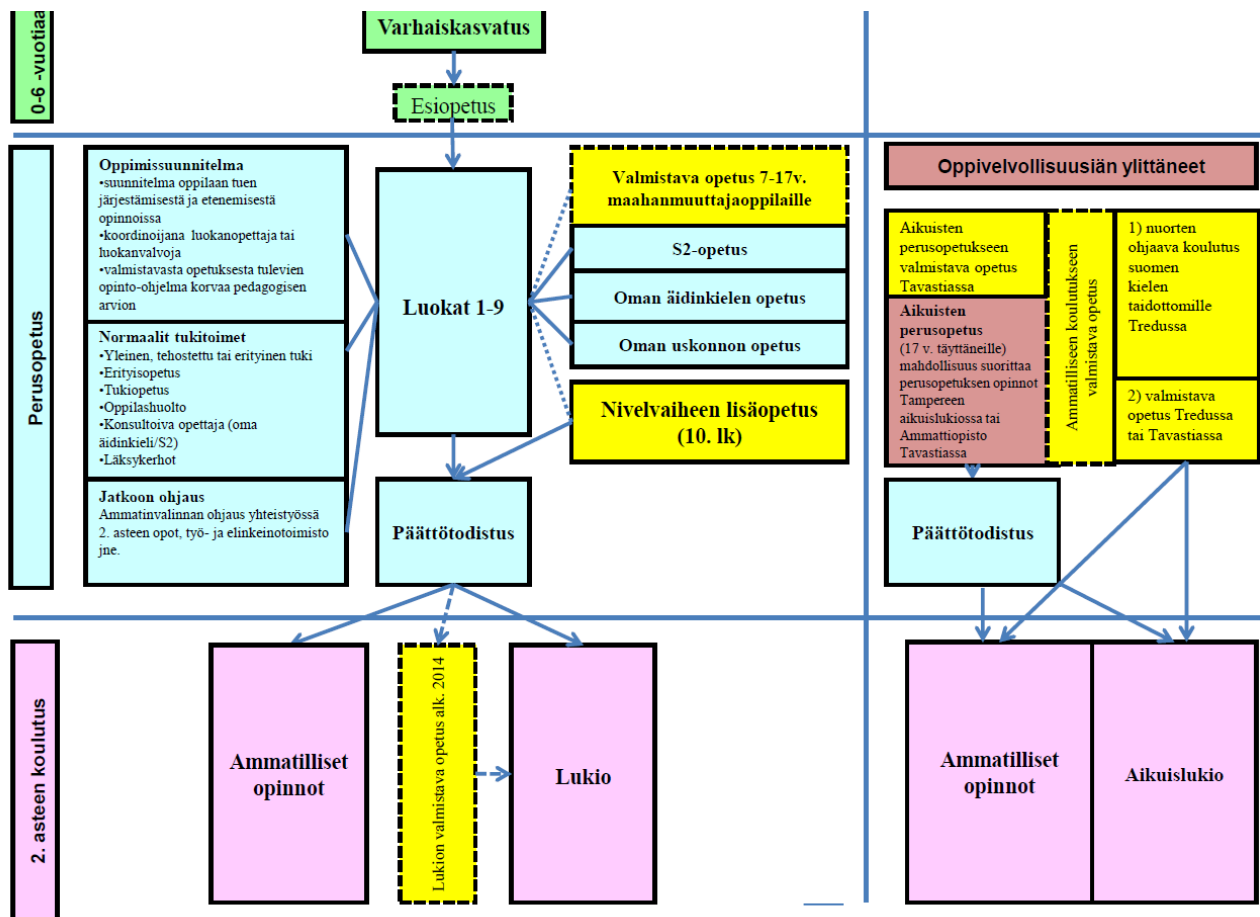 0-6 -vuotiaa
Varhaiskasvatus
Esiopetus
Perusopetus
Oppimissuunnitelma
•suunnitelma oppilaan tuen
järjestämisestä ja etenemisestä
opinnoissa
•koordinoijana luokanopettaja tai
luokanvalvoja
•valmistavasta opetuksesta tulevien
opinto-ohjelma korvaa pedagogisen
arvion
Normaalit tukitoimet
•Yleinen, tehostettu tai erityinen tuki
•Erityisopetus
•Tukiopetus
•Oppilashuolto
•Konsultoiva opettaja (oma
äidinkieli/S2)
•Läksykerhot
Jatkoon ohjaus
Ammatinvalinnan ohjaus yhteistyössä
2. asteen opot, työ- ja elinkeinotoimisto
jne.
Luokat 1-9
Päättötodistus
Valmistava opetus 7-17v.
maahanmuuttajaoppilaille
S2-opetus
Oman äidinkielen opetus
Oman uskonnon opetus
Nivelvaiheen lisäopetus
(10. lk)
Oppivelvollisuusiän ylittäneet
Aikuisten
perusopetukseen
valmistava opetus
Tavastiassa
Aikuisten
perusopetus
(17 v. täyttäneille)
mahdollisuus suorittaa
perusopetuksen opinnot
Tampereen
aikuislukiossa tai
Ammattiopisto
Tavastiassa
Ammatilliseen koulutukseen
valmistava opetus
1) nuorten
ohjaava koulutus
suomen
kielen
taidottomille
Tredussa
2) valmistava
opetus Tredussa
tai Tavastiassa
Päättötodistus
2. asteen koulutus
Ammatilliset
opinnot
Lukion valmistava opetus alk. 2014
Lukio
Ammatilliset
opinnot
Aikuislukio